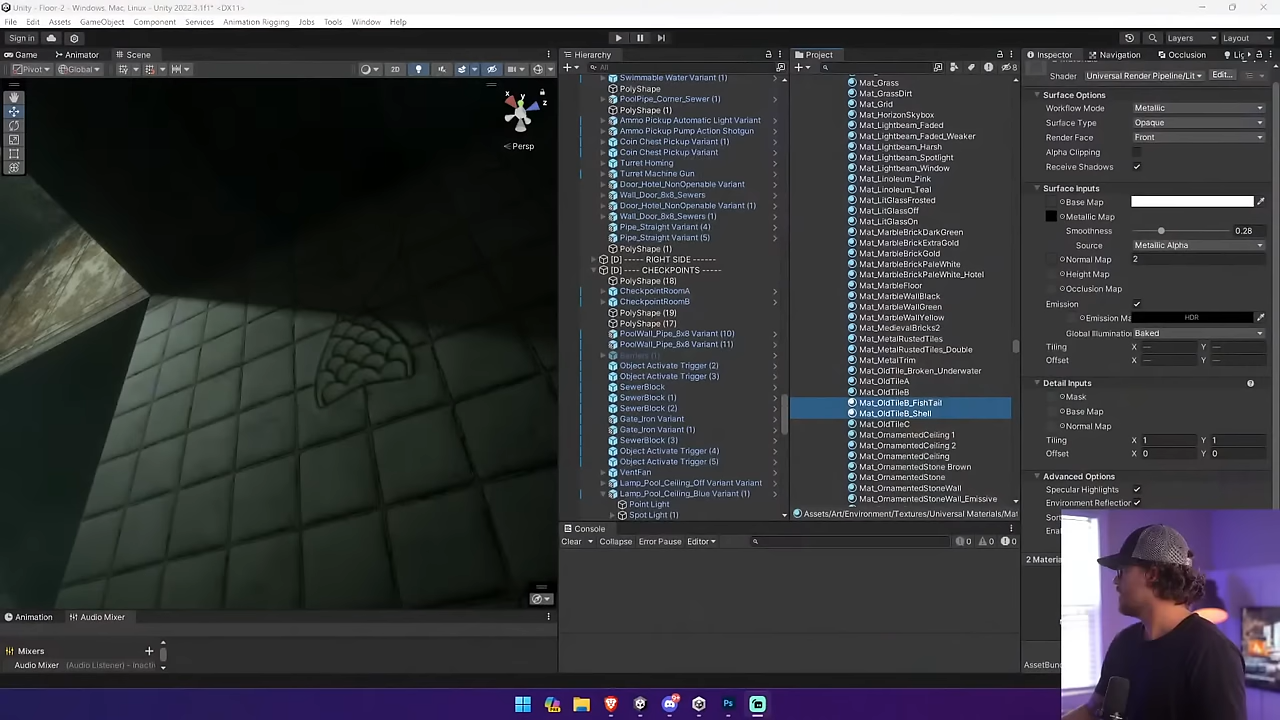 Unity - Floor-2 - Windows, Mac, Linux - Unity 2022.3.1f1* <DX11>
File Edit Assets GameObject Component Services Animation Rigging Jobs Tools Window Help
Sign in
Layers Layout
Game Animator Scene
Pivot Global 2D
y
x
z
Persp
Hierarchy
All
Swimmable Water Variant (1)
PolyShape
PoolPipe_Corner_Sewer (1)
PolyShape (1)
Ammo Pickup Automatic Light Variant
Ammo Pickup Pump Action Shotgun
Coin Chest Pickup Variant (1)
Coin Chest Pickup Variant
Turret Homing
Turret Machine Gun
Door_Hotel_NonOpenable Variant
Wall_Door_8x8_Sewers
Door_Hotel_NonOpenable Variant (1)
Wall_Door_8x8_Sewers (1)
Pipe_Straight Variant (4)
Pipe_Straight Variant (5)
PolyShape (1)
[D] ---- RIGHT SIDE ------
[D] ---- CHECKPOINTS -----
PolyShape (18)
CheckpointRoomA
CheckpointRoomB
PolyShape (19)
PolyShape (17)
PoolWall_Pipe_8x8 Variant (10)
PoolWall_Pipe_8x8 Variant (11)
Object Activate Trigger (2)
Object Activate Trigger (3)
SewerBlock
SewerBlock (1)
SewerBlock (2)
Gate_Iron Variant
Gate_Iron Variant (1)
SewerBlock (3)
Object Activate Trigger (4)
Object Activate Trigger (5)
VentFan
Lamp_Pool_Ceiling_Off Variant Variant
Lamp_Pool_Ceiling_Blue Variant (1)
Point Light
Spot Light (1)
Project
8
Mat_Grass
Mat_GrassDirt
Mat_Grid
Mat_HorizonSkybox
Mat_Lightbeam_Faded
Mat_Lightbeam_Faded_Weaker
Mat_Lightbeam_Harsh
Mat_Lightbeam_Spotlight
Mat_Lightbeam_Window
Mat_Linoleum_Pink
Mat_Linoleum_Teal
Mat_LitGlassFrosted
Mat_LitGlassOff
Mat_LitGlassOn
Mat_MarbleBrickDarkGreen
Mat_MarbleBrickExtraGold
Mat_MarbleBrickGold
Mat_MarbleBrickPaleWhite
Mat_MarbleBrickPaleWhite_Hotel
Mat_MarbleFloor
Mat_MarbleWallBlack
Mat_MarbleWallGreen
Mat_MarbleWallYellow
Mat_MedievalBricks2
Mat_MetalRustedTiles
Mat_MetalRustedTiles_Double
Mat_MetalTrim
Mat_OldTile_Broken_Underwater
Mat_OldTileA
Mat_OldTileB
Mat_OldTileB_FishTail
Mat_OldTileB_Shell
Mat_OldTileC
Mat_OrnamentedCeiling 1
Mat_OrnamentedCeiling 2
Mat_OrnamentedCeiling
Mat_OrnamentedStone Brown
Mat_OrnamentedStone
Mat_OrnamentedStoneWall
Mat_OrnamentedStoneWall_Emissive
Assets/Art/Environment/Textures/Universal Materials/Mat
Inspector Navigation Occlusion
Shader Universal Render Pipeline/Lit Edit...
Surface Options
Workflow Mode Metallic
Surface Type Opaque
Render Face Front
Alpha Clipping
Receive Shadows
Surface Inputs
Base Map
Metallic Map
Smoothness 0.28
Source Metallic Alpha
Normal Map 2
Height Map
Occlusion Map
Emission
Emission Ma HDR
Global Illumination Baked
Tiling X — Y —
Offset X — Y —
Detail Inputs
Mask
Base Map
Normal Map
Tiling X 1 Y 1
Offset X 0 Y 0
Advanced Options
Specular Highlights
Environment Reflection
Sor
Ena
2 Materia
AssetBund
Console
Clear Collapse Error Pause Editor 0 0 0
Animation Audio Mixer
Mixers
Audio Mixer (Audio Listener) - Inacti